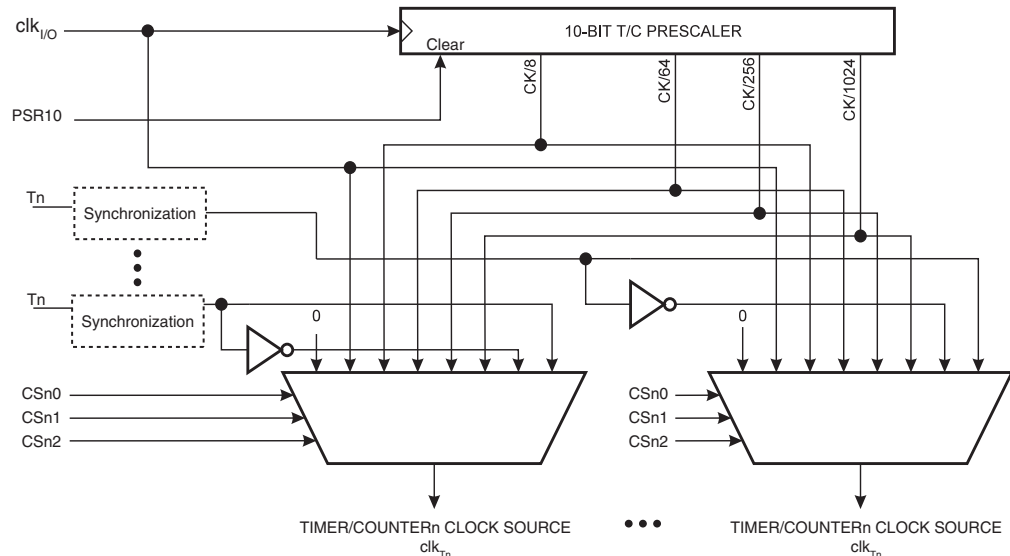 clkI/O
10-BIT T/C PRESCALER
Clear
CK/8
CK/64
CK/256
CK/1024
PSR10
Tn
Synchronization
Tn
Synchronization
0
0
CSn0
CSn1
CSn2
CSn0
CSn1
CSn2
TIMER/COUNTERn CLOCK SOURCE
clkTn
TIMER/COUNTERn CLOCK SOURCE
clkTn